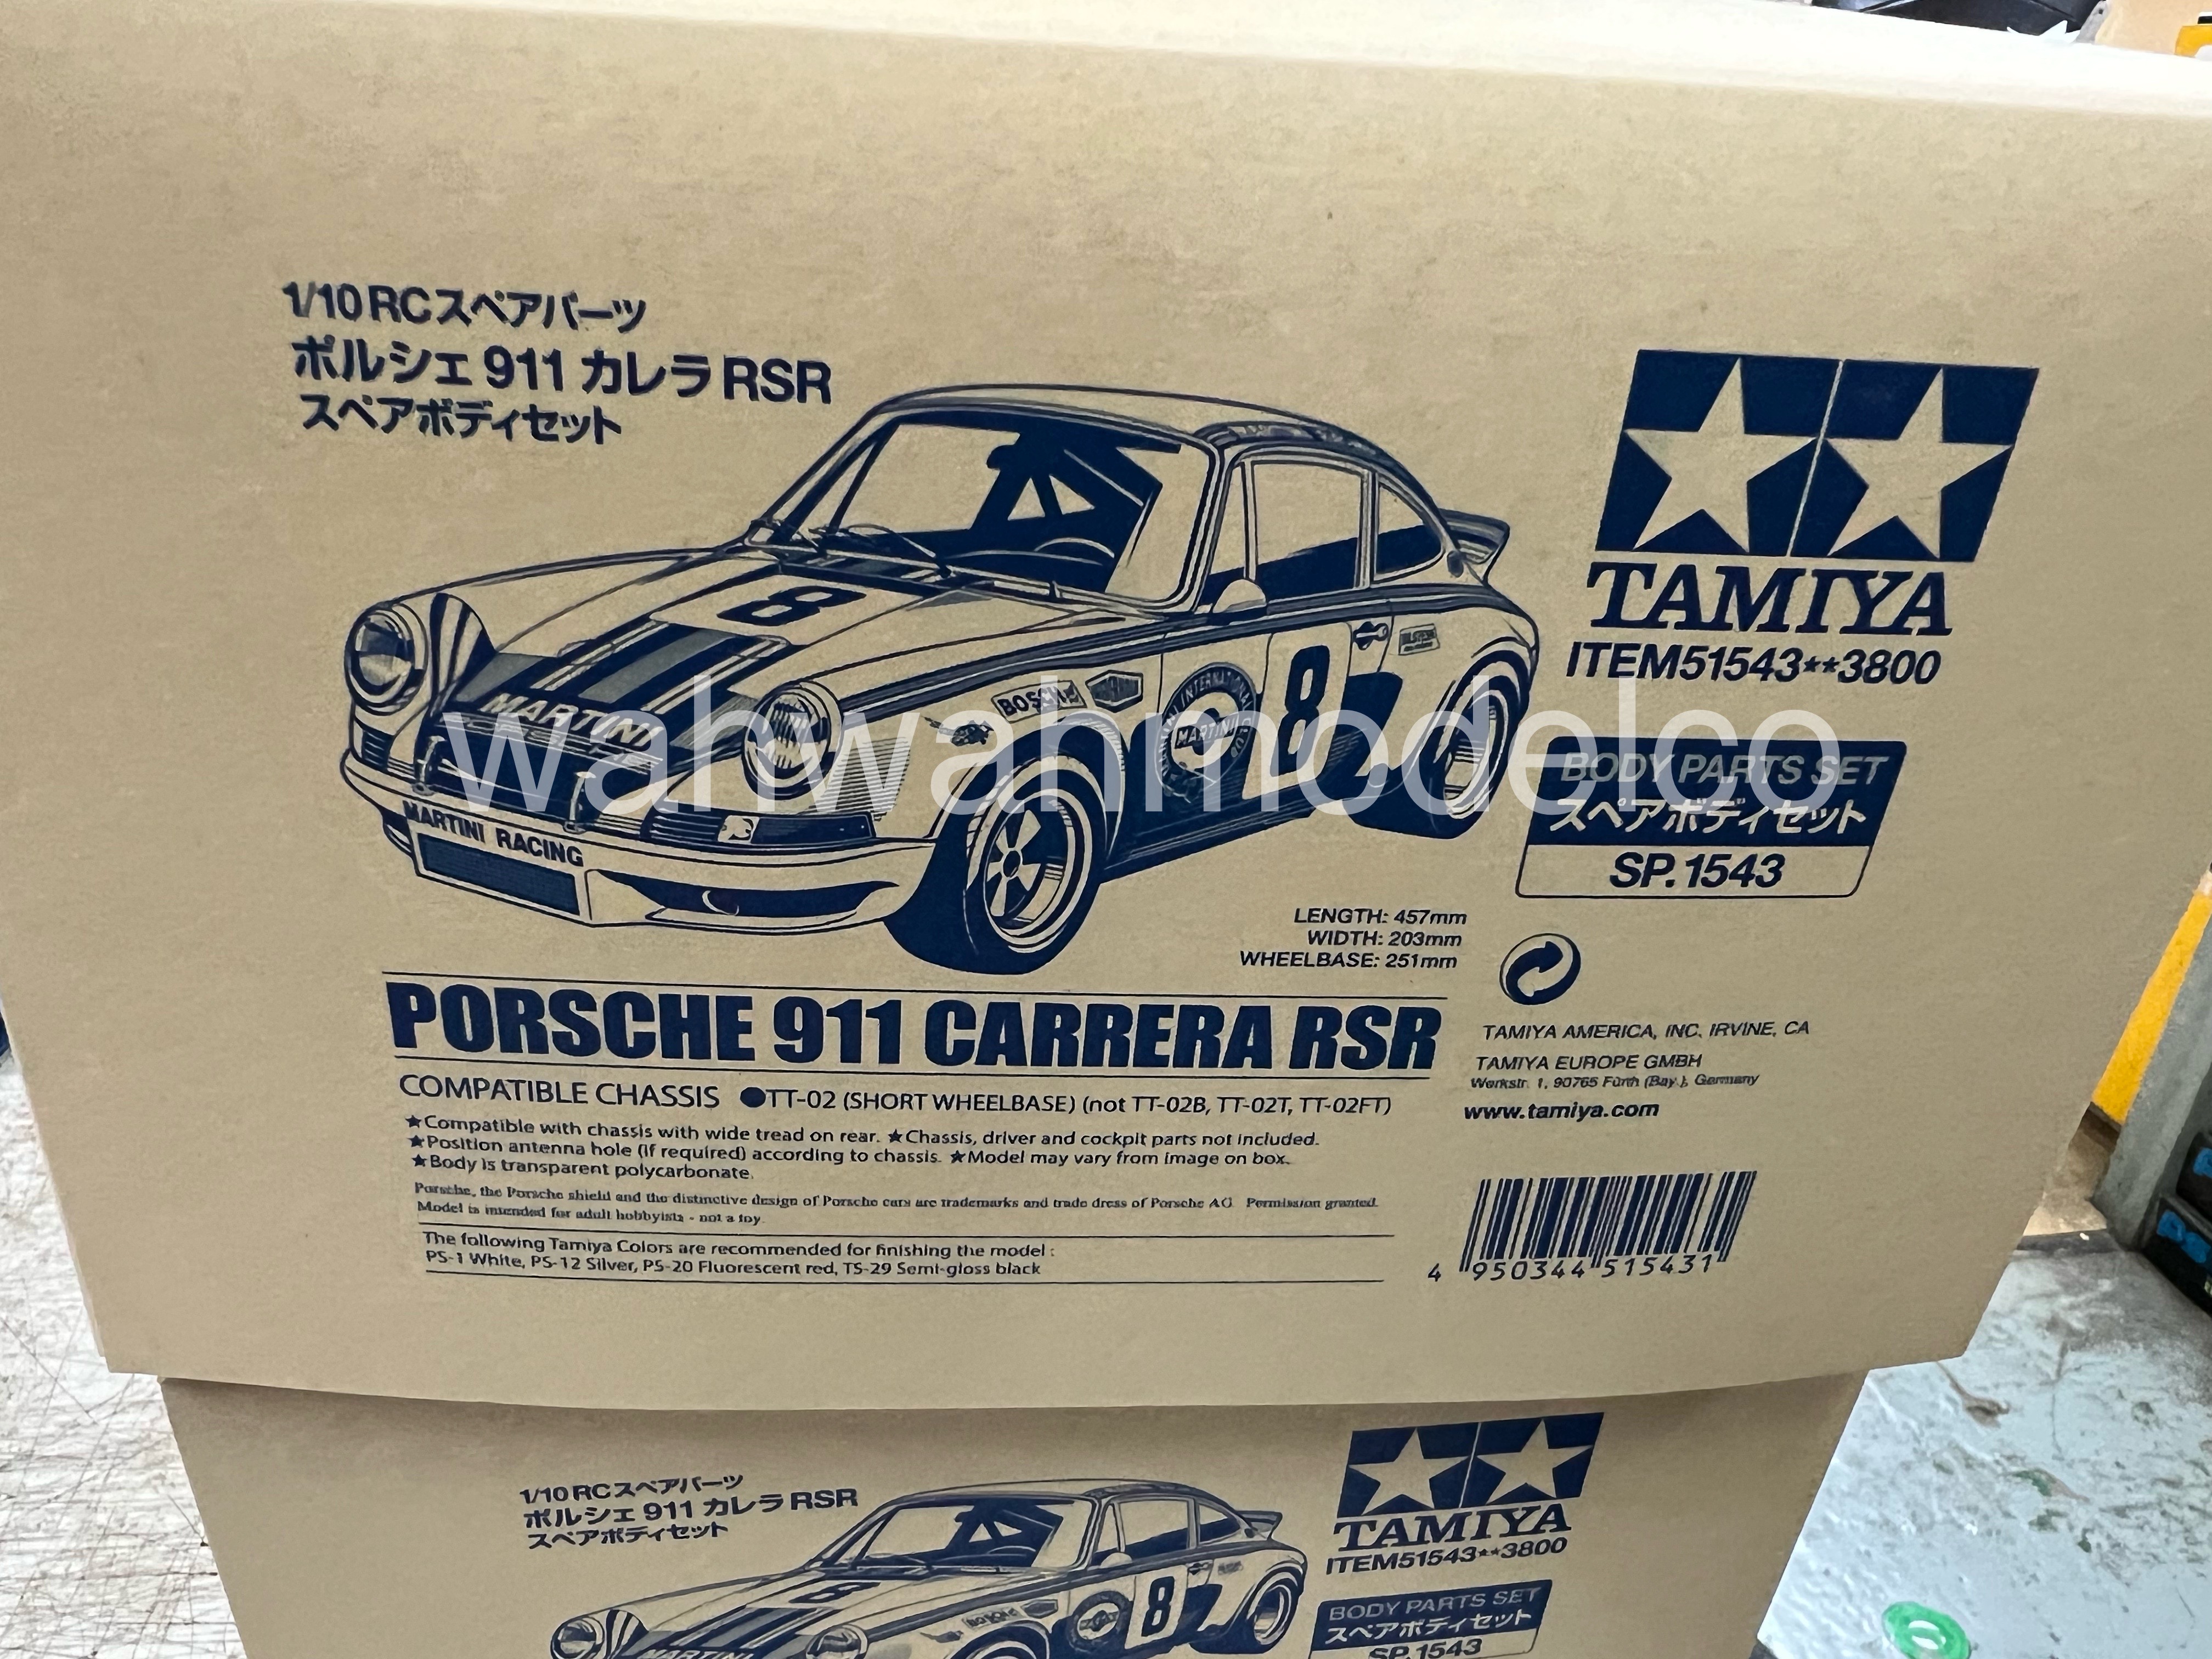 1/10 RCスペアパーツ
ポルシェ 911 カレラ RSR
スペアボディセット
TAMIYA
ITEM51543**3800
BODY PARTS SET
スペアボディセット
SP.1543
8
MARTINI
BOSCH
INTERNATIONAL CLUB
MARTINI
8
MARTINI RACING
wahwahmodelco
LENGTH: 457mm
WIDTH: 203mm
WHEELBASE: 251mm
PORSCHE 911 CARRERA RSR
COMPATIBLE CHASSIS ●TT-02 (SHORT WHEELBASE) (not TT-02B, TT-02T, TT-02FT)
★Compatible with chassis with wide tread on rear. ★Chassis, driver and cockpit parts not included.
★Position antenna hole (if required) according to chassis. ★Model may vary from image on box.
★Body is transparent polycarbonate.
Porsche, the Porsche shield and the distinctive design of Porsche cars are trademarks and trade dress of Porsche AG. Permission granted.
Model is intended for adult hobbyists - not a toy.
The following Tamiya Colors are recommended for finishing the model :
PS-1 White, PS-12 Silver, PS-20 Fluorescent red, TS-29 Semi-gloss black
TAMIYA AMERICA, INC. IRVINE, CA
TAMIYA EUROPE GMBH
Werkstr. 1, 90765 Fürth (Bay.), Germany
www.tamiya.com
4 950344 515431
1/10 RCスペアパーツ
ポルシェ 911 カレラ RSR
スペアボディセット
TAMIYA
ITEM51543**3800
BODY PARTS SET
スペアボディセット
SP.1543
8
8
MARTINI